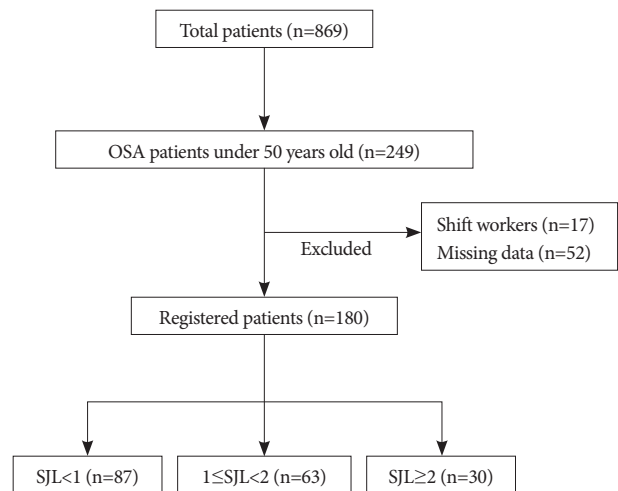 Total patients (n=869)
OSA patients under 50 years old (n=249)
Shift workers (n=17)
Missing data (n=52)
Excluded
Registered patients (n=180)
SJL<1 (n=87)
1≤SJL<2 (n=63)
SJL≥2 (n=30)